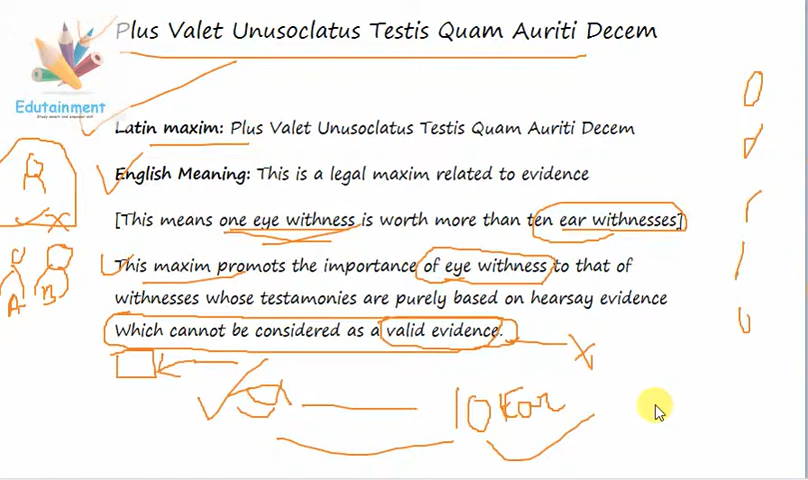 Plus Valet Unusoclatus Testis Quam Auriti Decem
Edutainment
Latin maxim: Plus Valet Unusoclatus Testis Quam Auriti Decem
English Meaning: This is a legal maxim related to evidence
[This means one eye withness is worth more than ten ear withnesses]
This maxim promots the importance of eye withness to that of
withnesses whose testamonies are purely based on hearsay evidence
Which cannot be considered as a valid evidence.
A B
10 Ear